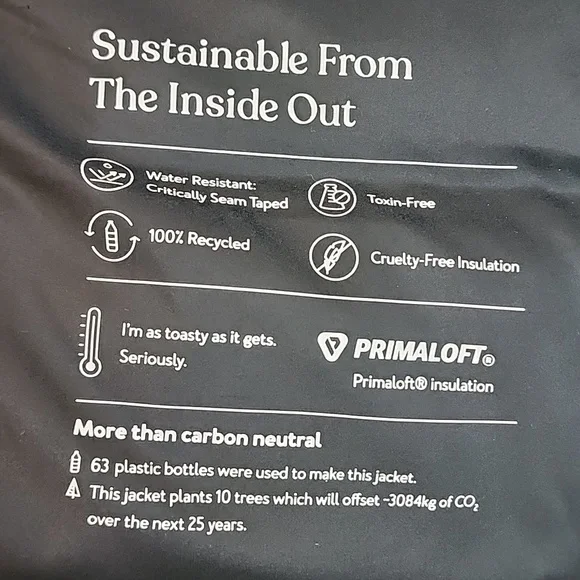 Sustainable From
The Inside Out
Water Resistant:
Critically Seam Taped
Toxin-Free
100% Recycled
Cruelty-Free Insulation
I'm as toasty as it gets.
Seriously.
PRIMALOFT®
Primaloft® insulation
More than carbon neutral
63 plastic bottles were used to make this jacket.
This jacket plants 10 trees which will offset ~3084kg of CO₂
over the next 25 years.